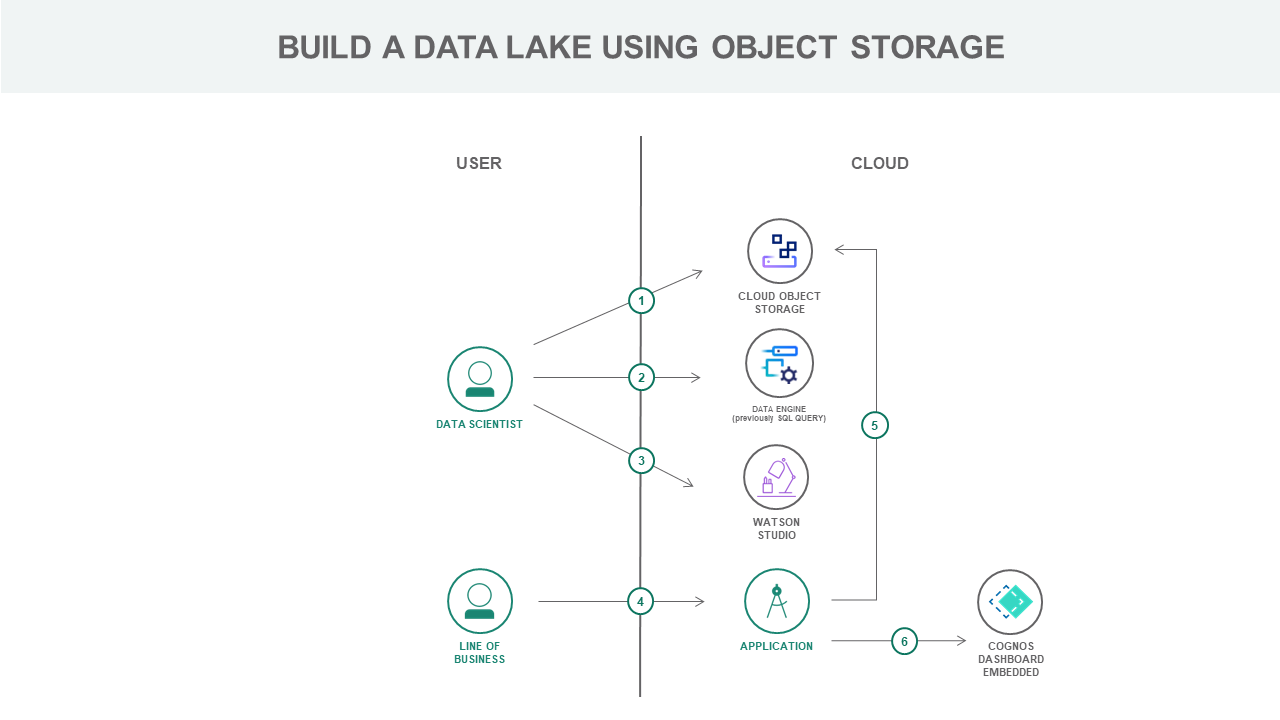 BUILD A DATA LAKE USING OBJECT STORAGE
USER
CLOUD
CLOUD OBJECT
STORAGE
1
DATA ENGINE
(previously SQL QUERY)
2
DATA SCIENTIST
5
3
WATSON
STUDIO
4
LINE OF
BUSINESS
APPLICATION
6
COGNOS
DASHBOARD
EMBEDDED